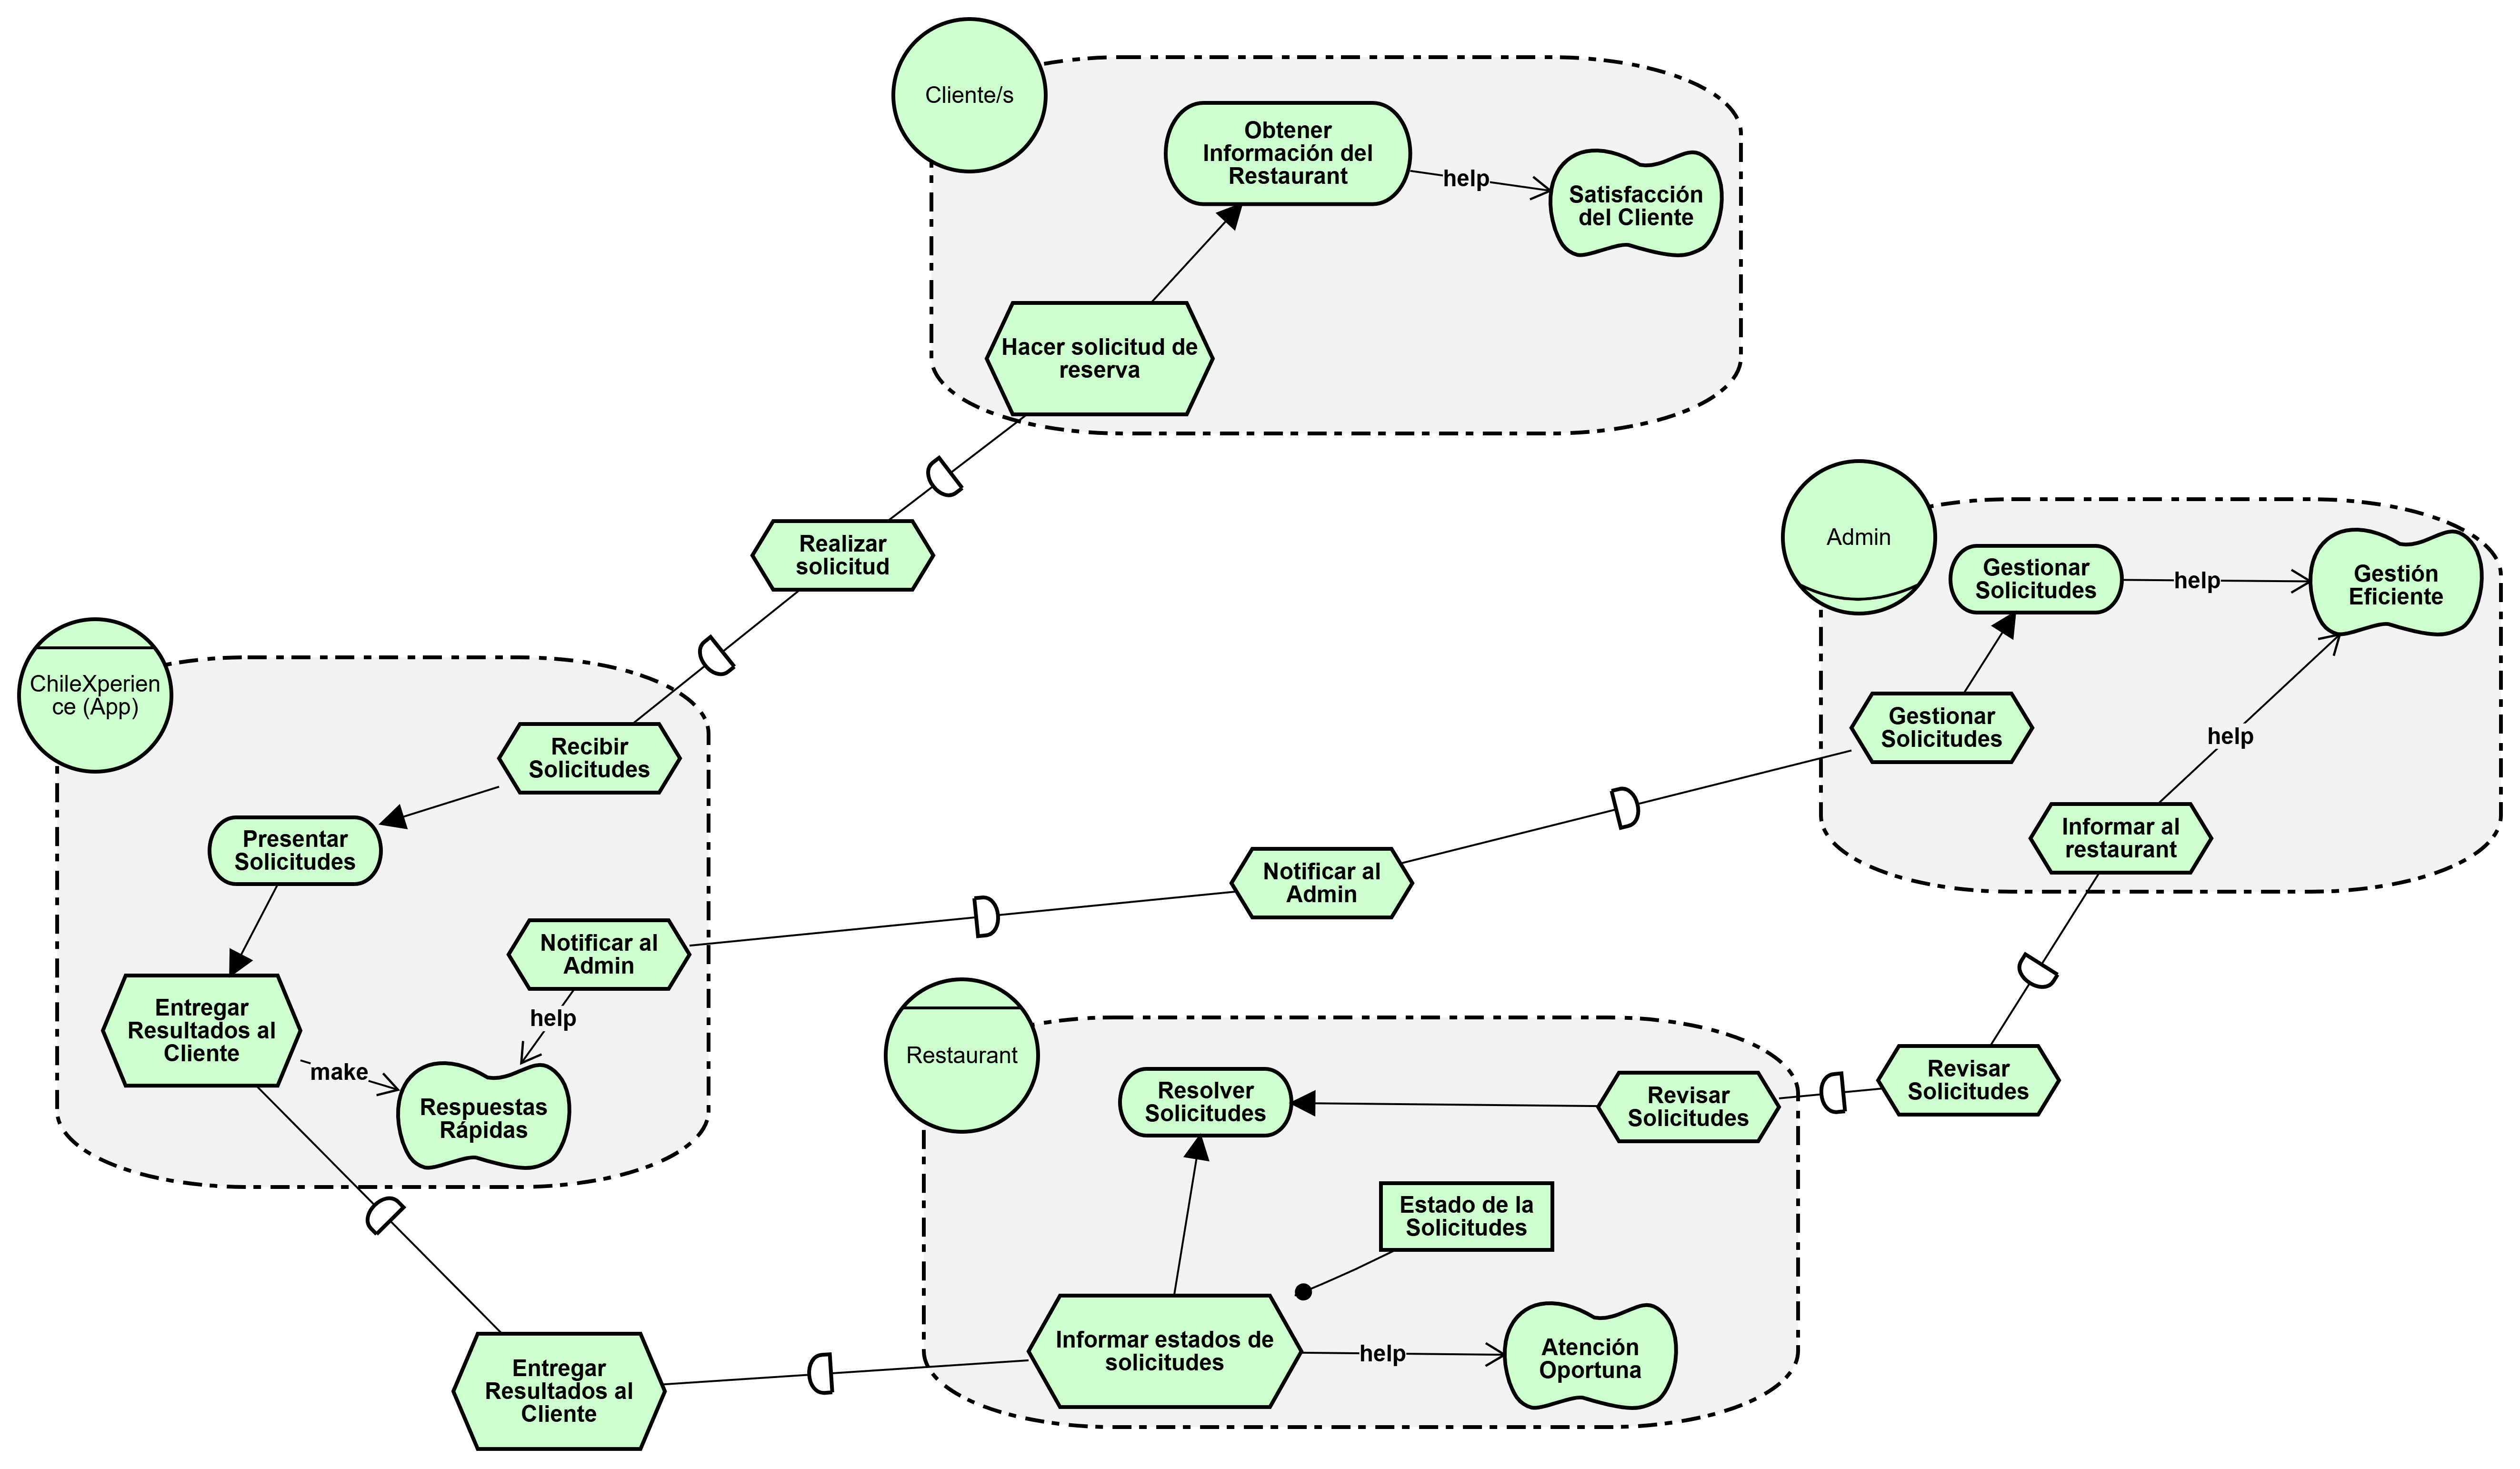 Cliente/s
Obtener
Información del
Restaurant
help
Satisfacción
del Cliente
Hacer solicitud de
reserva
Realizar
solicitud
Admin
Gestionar
Solicitudes
help
Gestión
Eficiente
Gestionar
Solicitudes
help
Informar al
restaurant
ChileXperien
ce (App)
Recibir
Solicitudes
Presentar
Solicitudes
Notificar al
Admin
help
Entregar
Resultados al
Cliente
make
Respuestas
Rápidas
Notificar al
Admin
Restaurant
Resolver
Solicitudes
Revisar
Solicitudes
Revisar
Solicitudes
Estado de la
Solicitudes
Informar estados de
solicitudes
help
Atención
Oportuna
Entregar
Resultados al
Cliente